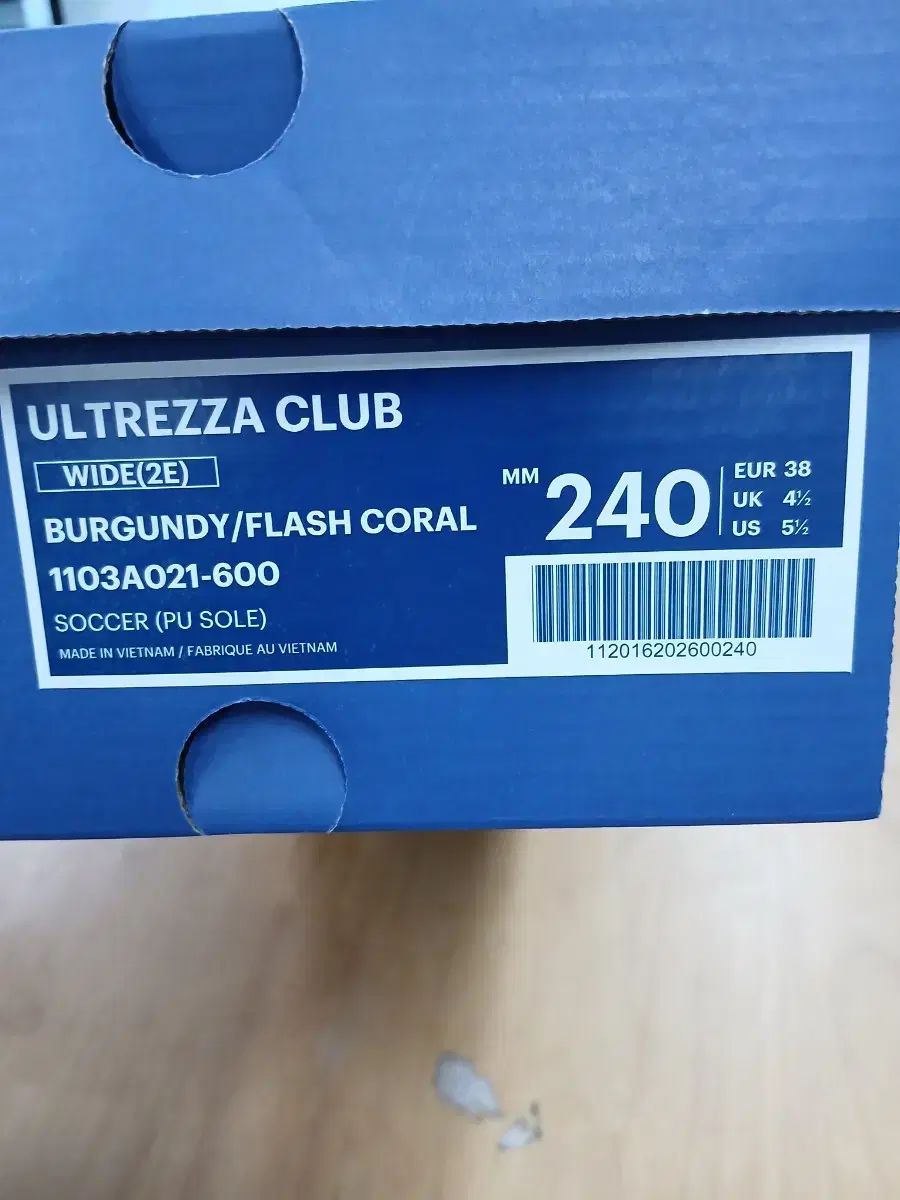 ULTREZZA CLUB
WIDE(2E)
BURGUNDY/FLASH CORAL
1103A021-600
SOCCER (PU SOLE)
MADE IN VIETNAM / FABRIQUE AU VIETNAM
MM 240
EUR 38
UK 4½
US 5½
112016202600240